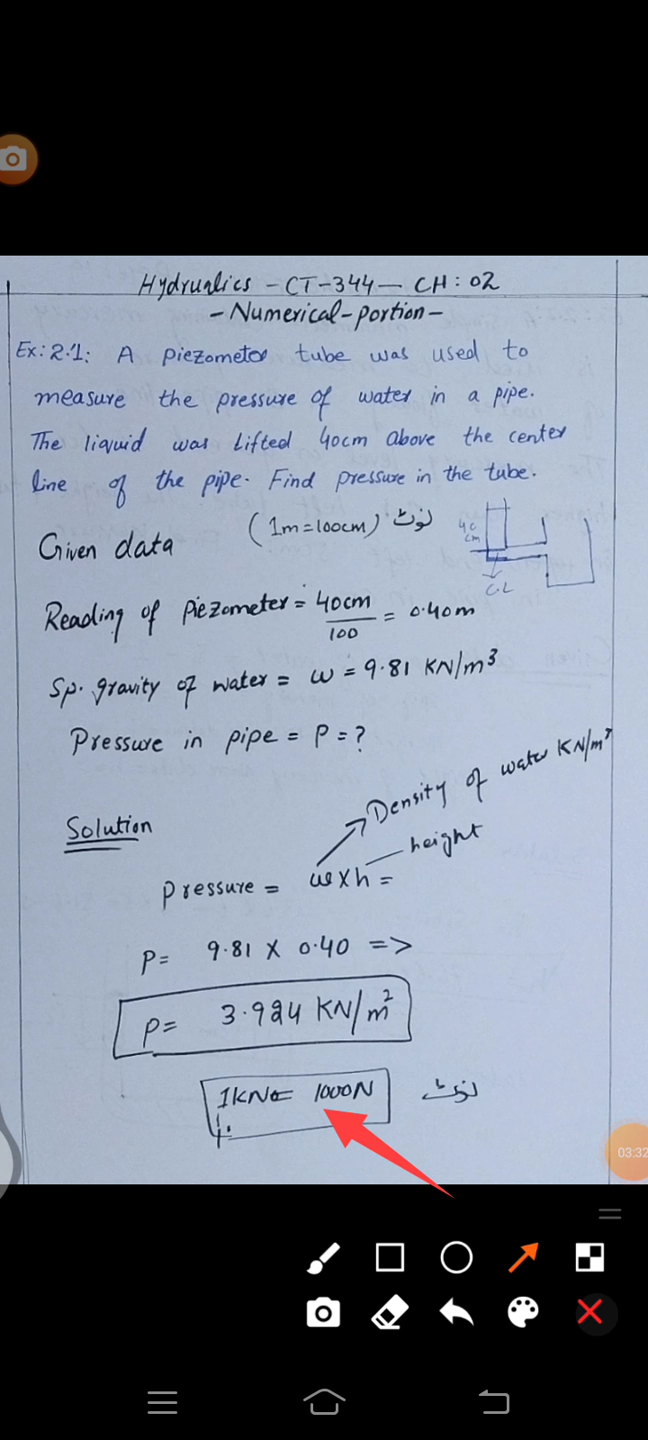 Hydrualics - CT-344 - CH: 02
- Numerical-portion -
Ex: 2.1: A piezometer tube was used to
measure the pressure of water in a pipe.
The liquid was lifted 40cm above the center
line of the pipe. Find pressure in the tube.
(1m=100cm) نوٹ
40
cm
C.L
Given data
Reading of Piezometer = 40cm/100 = 0.40m
Sp. gravity of water = ω = 9.81 KN/m³
Pressure in pipe = P = ?
Density of water KN/m³
Solution
height
Pressure = ω x h =
P= 9.81 X 0.40 =>
P= 3.924 KN/m²
1KN = 1000N نوٹ
03:32